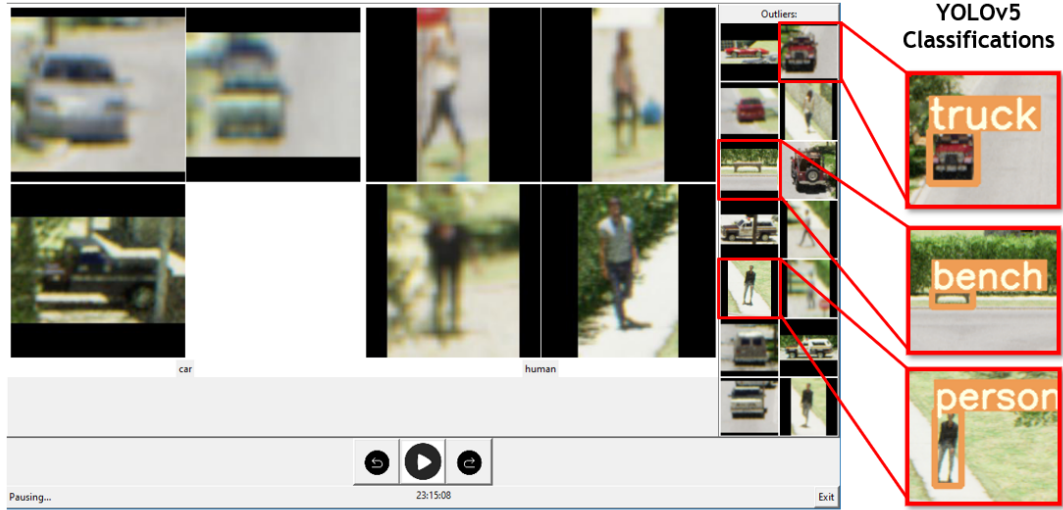 Outliers:
YOLOv5
Classifications
truck
bench
person
car
human
Pausing...
23:15:08
Exit